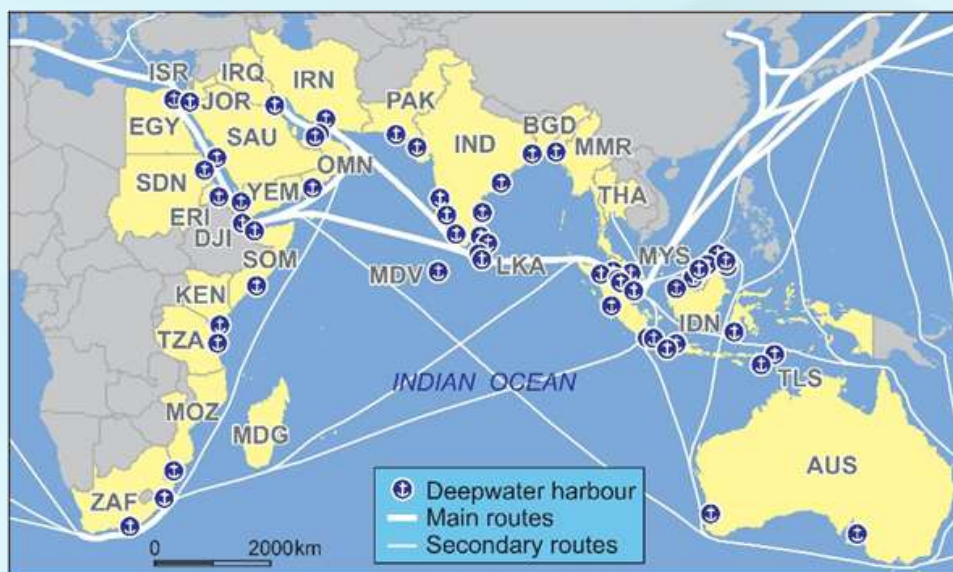 ISR
IRQ
IRN
JOR
PAK
EGY
BGD
SAU
IND
MMR
OMN
SDN
THA
YEM
ERI
DJI
SOM
MYS
LKA
MDV
KEN
IDN
TZA
INDIAN OCEAN
TLS
MOZ
MDG
AUS
ZAF
Deepwater harbour
Main routes
Secondary routes
0 2000km